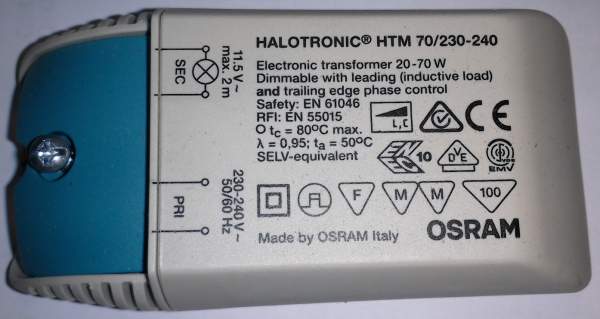 HALOTRONIC® HTM 70/230-240
Electronic transformer 20-70 W
Dimmable with leading (inductive load)
and trailing edge phase control
Safety: EN 61046
RFI: EN 55015
tc = 80°C max.
λ = 0,95; ta = 50°C
SELV-equivalent
L,C
CE
10
DVE
EMV
F
M
M
100
Made by OSRAM Italy
OSRAM
11.5 V~
max. 2 m
SEC
230-240 V~
50/60 Hz
PRI